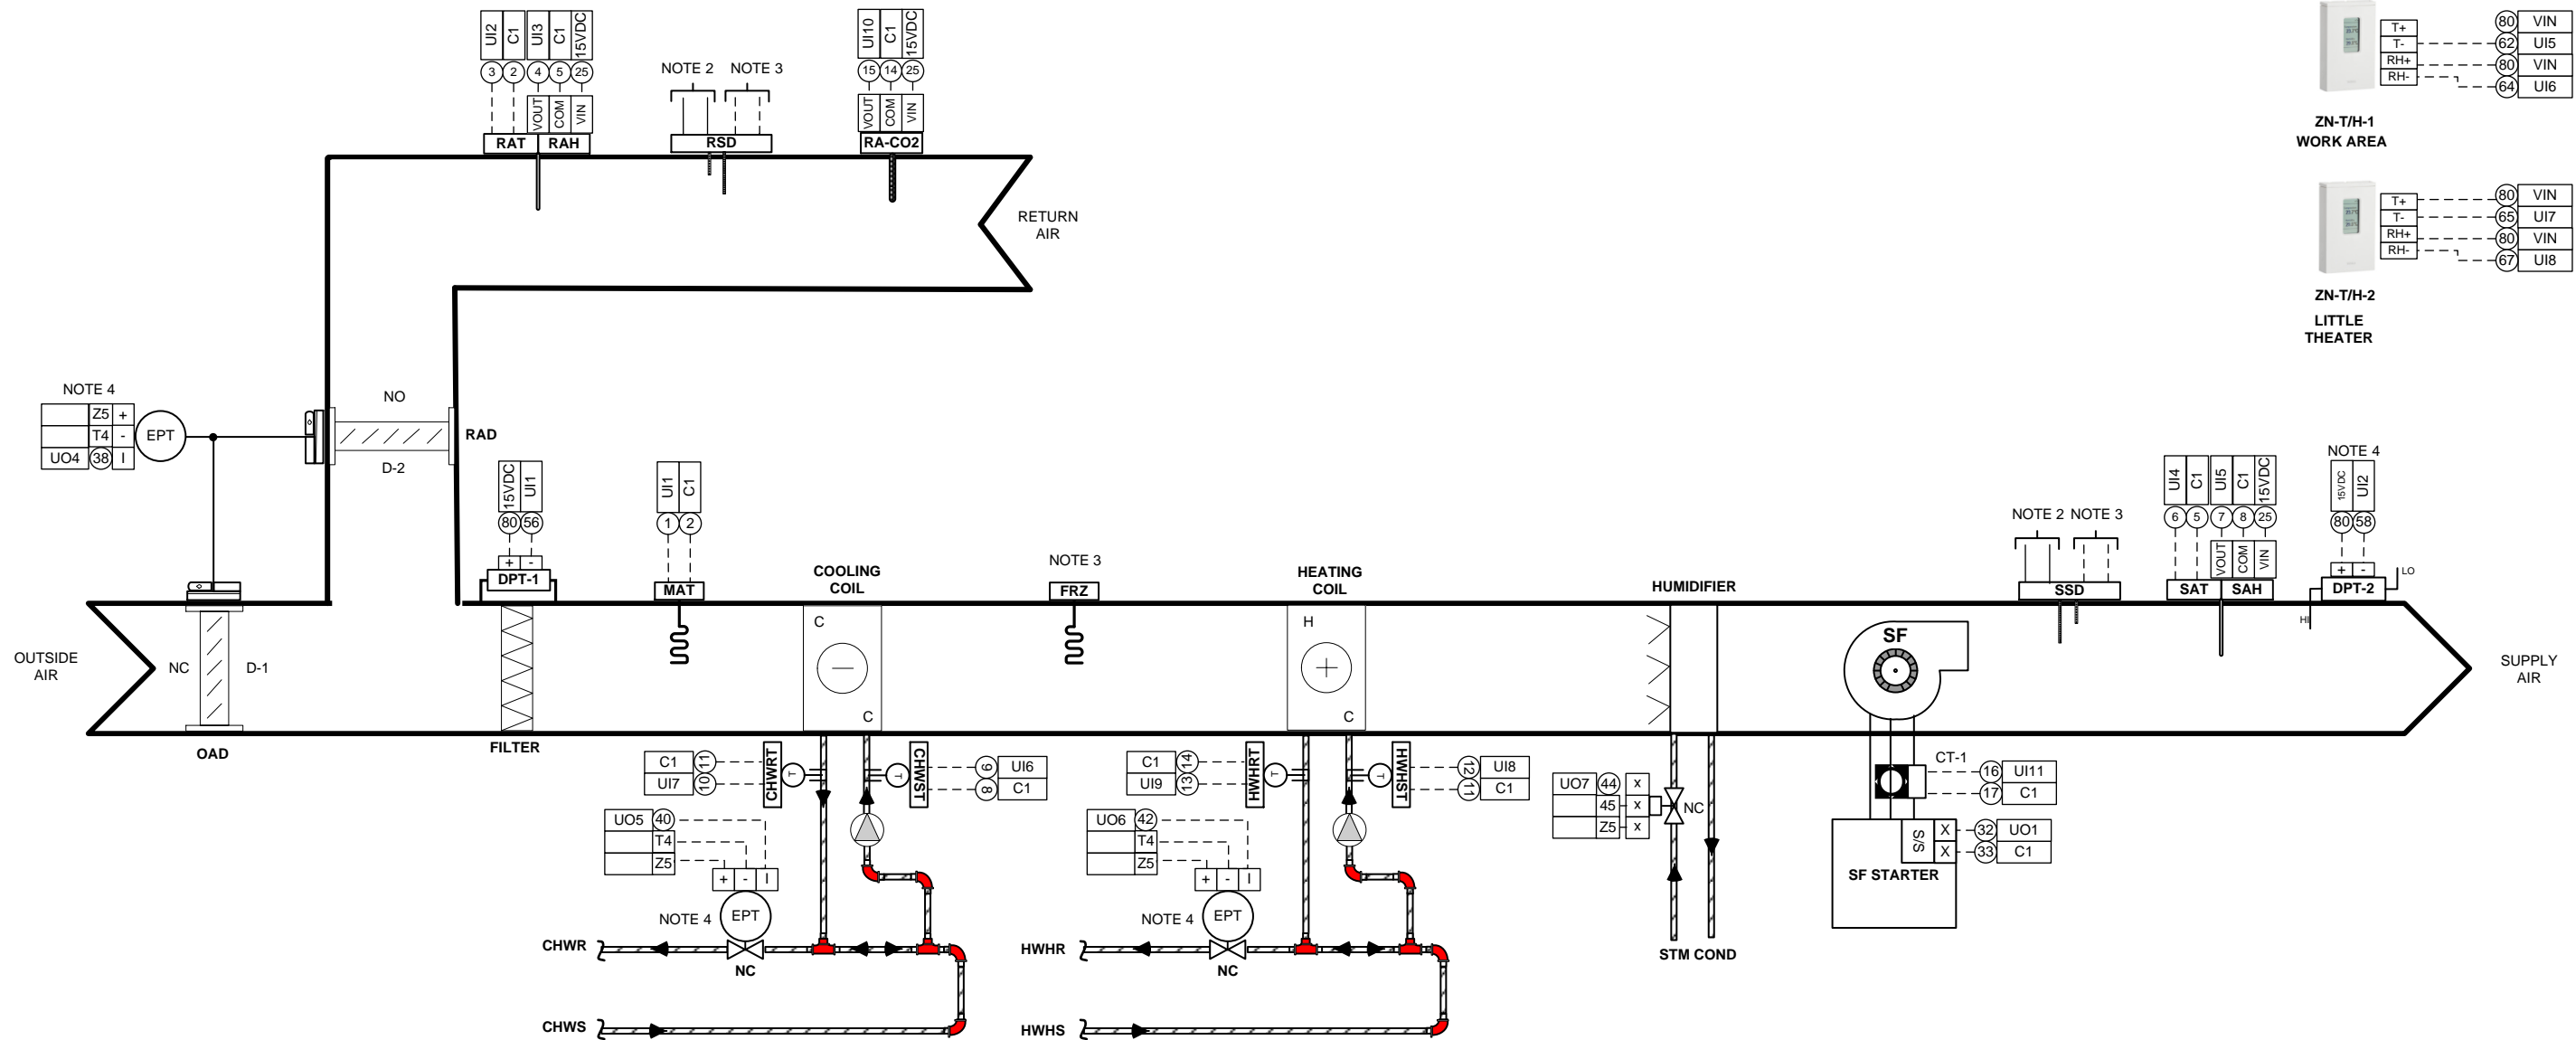 UI2 C1 UI3 C1 15VDC
3 2 4 5 25
VOUT COM VIN
RAT RAH
NOTE 2 NOTE 3
RSD
UI10 C1 15VDC
15 14 25
VOUT COM VIN
RA-CO2
RETURN
AIR
T+ 80 VIN
T- 62 UI5
RH+ 80 VIN
RH- 64 UI6
ZN-T/H-1
WORK AREA
T+ 80 VIN
T- 65 UI7
RH+ 80 VIN
RH- 67 UI8
ZN-T/H-2
LITTLE
THEATER
NOTE 4
Z5 +
T4 -
UO4 38 I
EPT
NO
RAD
D-2
15VDC UI1
80 56
+ -
DPT-1
UI1 C1
1 2
MAT
COOLING
COIL
NOTE 3
FRZ
HEATING
COIL
HUMIDIFIER
NOTE 2 NOTE 3
SSD
UI4 C1 UI5 C1 15VDC
6 5 7 8 25
VOUT COM VIN
SAT SAH
NOTE 4
15VDC UI2
80 58
+ -
DPT-2
LO
HI
OUTSIDE
AIR
NC
D-1
OAD
FILTER
C
C
H
C
SF
SUPPLY
AIR
C1 11
UI7 10
CHWRT
T
T
CHWST
9 UI6
8 C1
UO5 40
T4
Z5
+ - I
NOTE 4
EPT
NC
CHWR
CHWS
C1 14
UI9 13
HWHRT
T
T
HWHST
12 UI8
11 C1
UO6 42
T4
Z5
+ - I
NOTE 4
EPT
NC
HWHR
HWHS
UO7 44 x
45 x
Z5 x
NC
STM COND
CT-1
16 UI11
17 C1
S/S
X 32 UO1
X 33 C1
SF STARTER